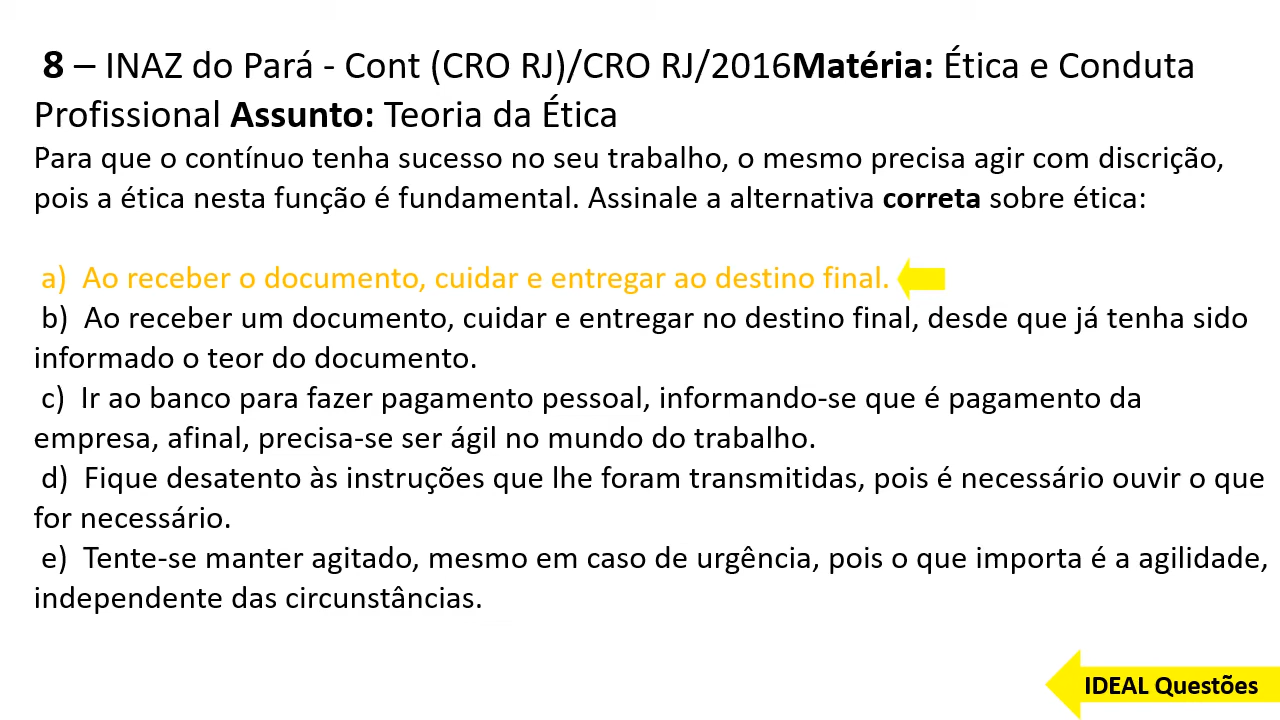 8 – INAZ do Pará - Cont (CRO RJ)/CRO RJ/2016Matéria: Ética e Conduta
Profissional Assunto: Teoria da Ética
Para que o contínuo tenha sucesso no seu trabalho, o mesmo precisa agir com discrição,
pois a ética nesta função é fundamental. Assinale a alternativa correta sobre ética:
a) Ao receber o documento, cuidar e entregar ao destino final.
b) Ao receber um documento, cuidar e entregar no destino final, desde que já tenha sido
informado o teor do documento.
c) Ir ao banco para fazer pagamento pessoal, informando-se que é pagamento da
empresa, afinal, precisa-se ser ágil no mundo do trabalho.
d) Fique desatento às instruções que lhe foram transmitidas, pois é necessário ouvir o que
for necessário.
e) Tente-se manter agitado, mesmo em caso de urgência, pois o que importa é a agilidade,
independente das circunstâncias.
IDEAL Questões